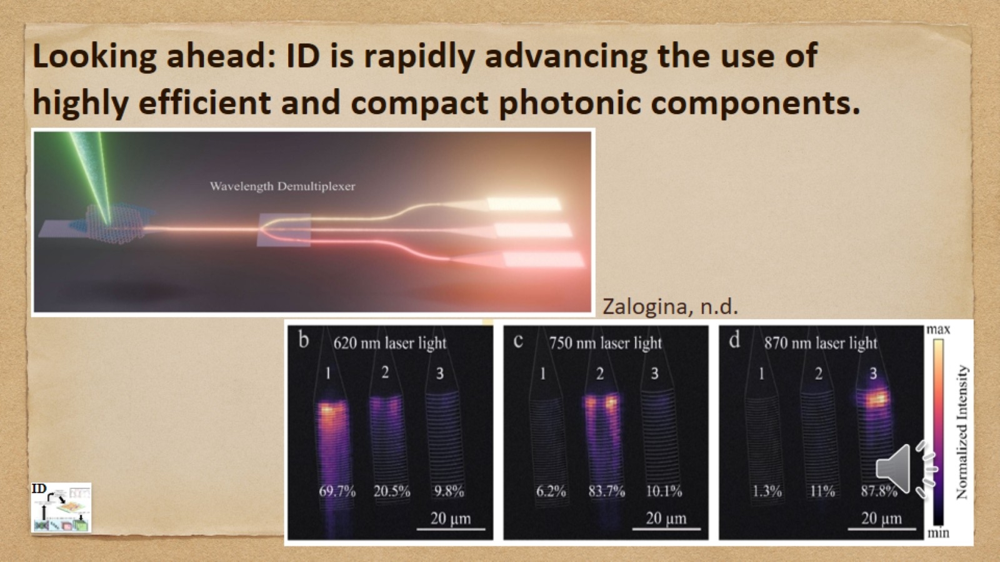 Looking ahead: ID is rapidly advancing the use of
highly efficient and compact photonic components.
Wavelength Demultiplexer
Zalogina, n.d.
b 620 nm laser light
1 2 3
69.7% 20.5% 9.8%
20 µm
c 750 nm laser light
1 2 3
6.2% 83.7% 10.1%
20 µm
d 870 nm laser light
1 2 3
1.3% 11% 87.8%
20 µm
max
Normalized Intensity
min
ID